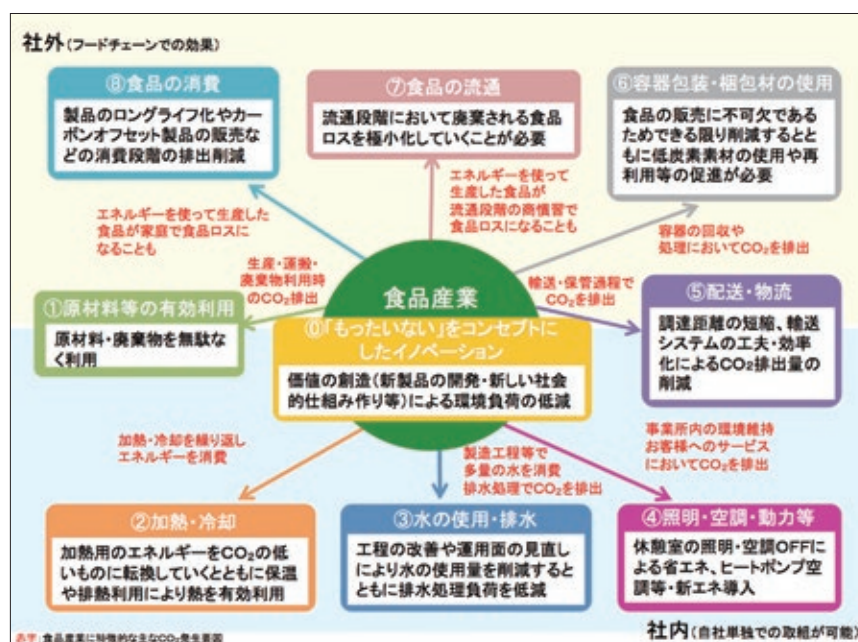 社外(フードチェーンでの効果)
⑧食品の消費
製品のロングライフ化やカー
ボンオフセット製品の販売な
どの消費段階の排出削減
⑦食品の流通
流通段階において廃棄される食品
ロスを極小化していくことが必要
⑥容器包装・梱包材の使用
食品の販売に不可欠である
ためできる限り削減するとと
もに低炭素素材の使用や再
利用等の促進が必要
エネルギーを使って生産した
食品が家庭で食品ロスに
なることも
エネルギーを使って
生産した食品が
流通段階の商慣習で
食品ロスになることも
容器の回収や
処理においてCO₂を排出
生産・運搬・
廃棄物利用時
のCO₂排出
食品産業
輸送・保管過程で
CO₂を排出
①原材料等の有効利用
原材料・廃棄物を無駄な
く利用
⓪「もったいない」をコンセプトに
したイノベーション
価値の創造(新製品の開発・新しい社会
的仕組み作り等)による環境負荷の低減
⑤配送・物流
調達距離の短縮、輸送
システムの工夫・効率
化によるCO₂排出量の
削減
加熱・冷却を繰り返し
エネルギーを消費
製造工程等で
多量の水を消費
排水処理でCO₂を排出
事業所内の環境維持
お客様へのサービス
においてCO₂を排出
②加熱・冷却
加熱用のエネルギーをCO₂の低
いものに転換していくとともに保温
や排熱利用により熱を有効利用
③水の使用・排水
工程の改善や運用面の見直し
により水の使用量を削減すると
ともに排水処理負荷を低減
④照明・空調・動力等
休憩室の照明・空調OFFに
よる省エネ、ヒートポンプ空
調等・新エネ導入
赤字:食品産業に特徴的な主なCO₂発生要因
社内(自社単独での取組が可能)